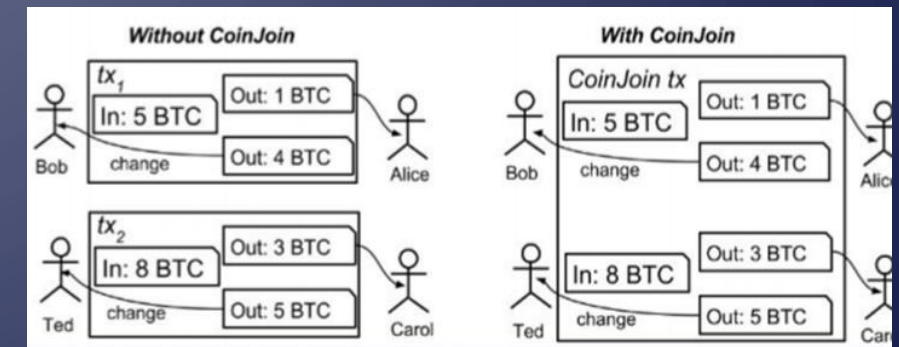 Without CoinJoin
tx1
In: 5 BTC
Out: 1 BTC
Out: 4 BTC
change
Bob
Alice
tx2
In: 8 BTC
Out: 3 BTC
Out: 5 BTC
change
Ted
Carol
With CoinJoin
CoinJoin tx
In: 5 BTC
Out: 1 BTC
Out: 4 BTC
change
Bob
Alic
In: 8 BTC
Out: 3 BTC
Out: 5 BTC
change
Ted
Car